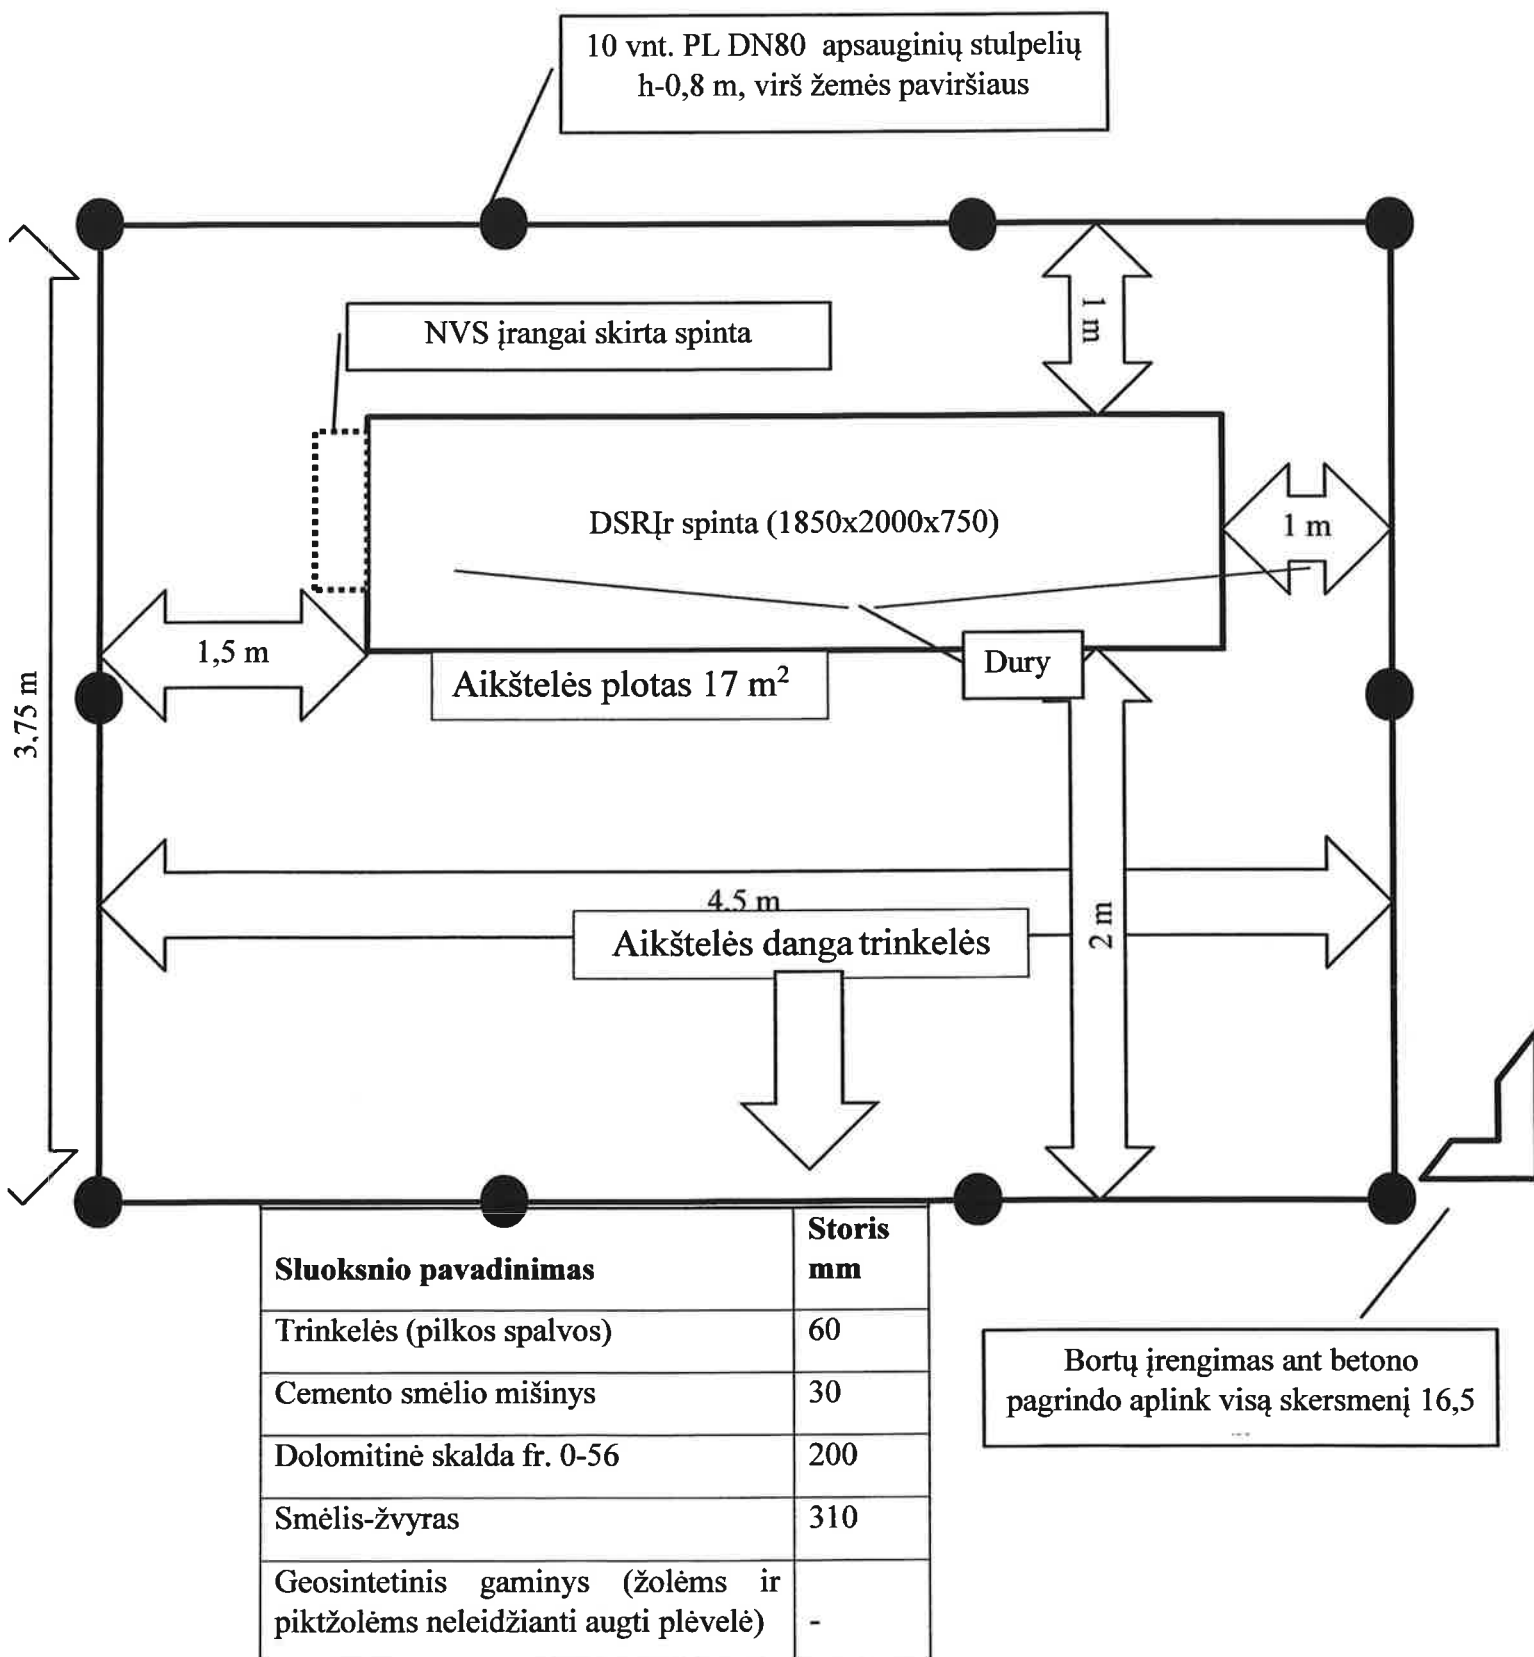 10 vnt. PL DN80 apsauginių stulpelių
h-0,8 m, virš žemės paviršiaus
1 m
NVS įrangai skirta spinta
DSRĮr spinta (1850x2000x750)
1 m
1,5 m
Dury
Aikštelės plotas 17 m²
3,75 m
4,5 m
2 m
Aikštelės danga trinkelės
Sluoksnio pavadinimas
Storis
mm
Trinkelės (pilkos spalvos)
60
Cemento smėlio mišinys
30
Dolomitinė skalda fr. 0-56
200
Smėlis-žvyras
310
Geosintetinis gaminys (žolėms ir
piktžolėms neleidžianti augti plėvelė)
-
Bortų įrengimas ant betono
pagrindo aplink visą skersmenį 16,5